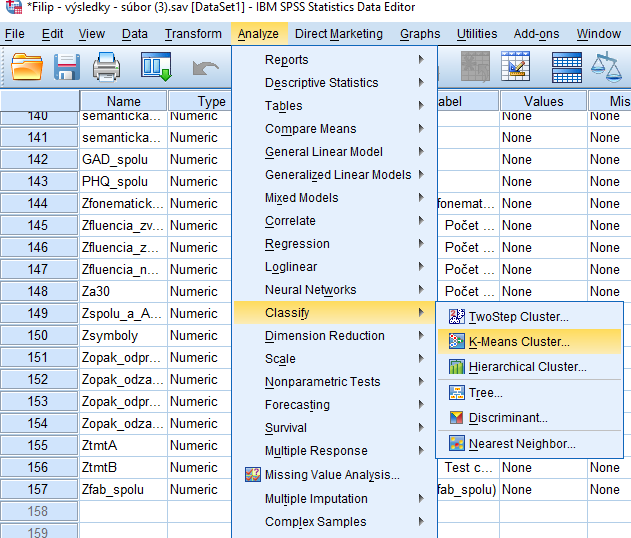 *Filip - výsledky - súbor (3).sav [DataSet1] - IBM SPSS Statistics Data Editor
File Edit View Data Transform Analyze Direct Marketing Graphs Utilities Add-ons Window
Name Type Label Values Mis
140 semanticka... Numeric None None
141 semanticka... Numeric None None
142 GAD_spolu Numeric None None
143 PHQ_spolu Numeric None None
144 Zfonematick... Numeric fonemat... None None
145 Zfluencia_zv... Numeric Počet ... None None
146 Zfluencia_z... Numeric Počet ... None None
147 Zfluencia_n... Numeric Počet ... None None
148 Za30 Numeric Počet ... None None
149 Zspolu_a_A... Numeric
150 Zsymboly Numeric
151 Zopak_odpr... Numeric
152 Zopak_odza... Numeric
153 Zopak_odpr... Numeric
154 Zopak_odza... Numeric
155 ZtmtA Numeric
156 ZtmtB Numeric Test c... None None
157 Zfab_spolu Numeric fab_spolu) None None
158
159
Reports
Descriptive Statistics
Tables
Compare Means
General Linear Model
Generalized Linear Models
Mixed Models
Correlate
Regression
Loglinear
Neural Networks
Classify
Dimension Reduction
Scale
Nonparametric Tests
Forecasting
Survival
Multiple Response
Missing Value Analysis...
Multiple Imputation
Complex Samples
TwoStep Cluster...
K-Means Cluster...
Hierarchical Cluster...
Tree...
Discriminant...
Nearest Neighbor...